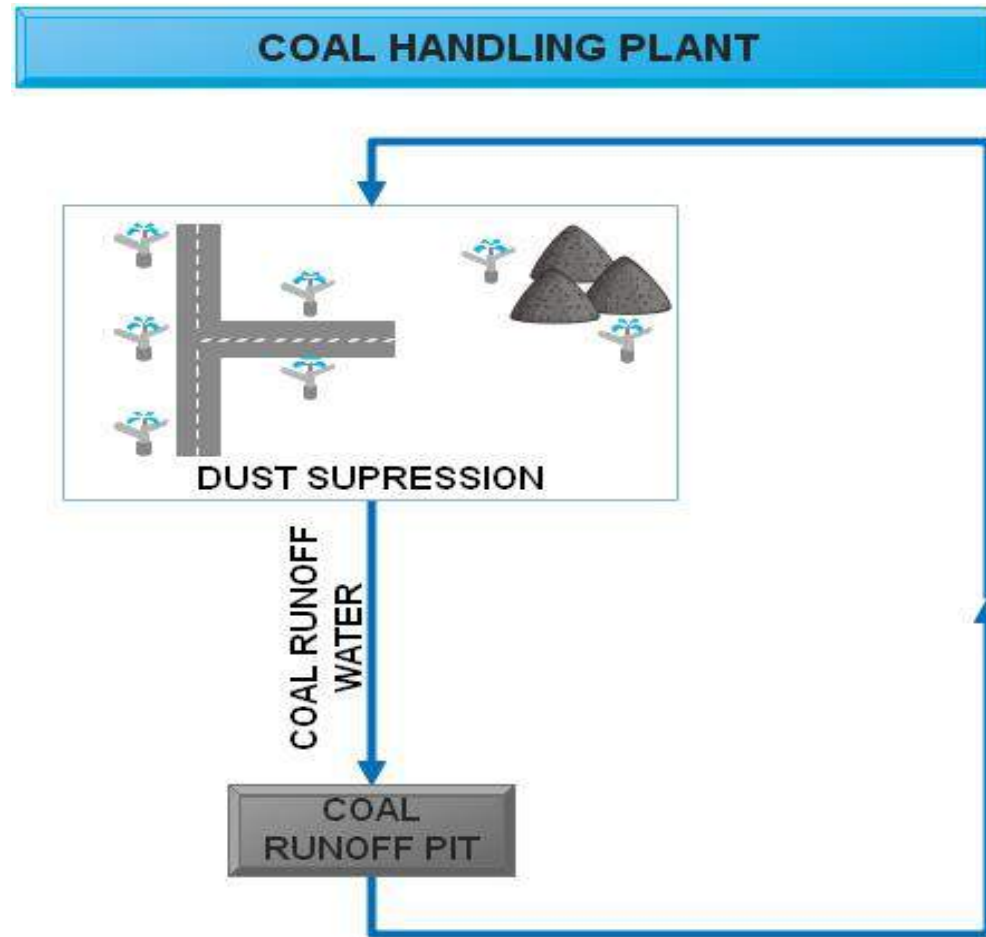 COAL HANDLING PLANT
DUST SUPRESSION
COAL RUNOFF
WATER
COAL
RUNOFF PIT